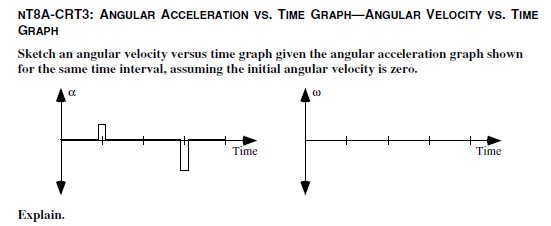 NT8A-CRT3: ANGULAR ACCELERATION VS. TIME GRAPH—ANGULAR VELOCITY VS. TIME
GRAPH
Sketch an angular velocity versus time graph given the angular acceleration graph shown
for the same time interval, assuming the initial angular velocity is zero.
α
ω
Time
Time
Explain.